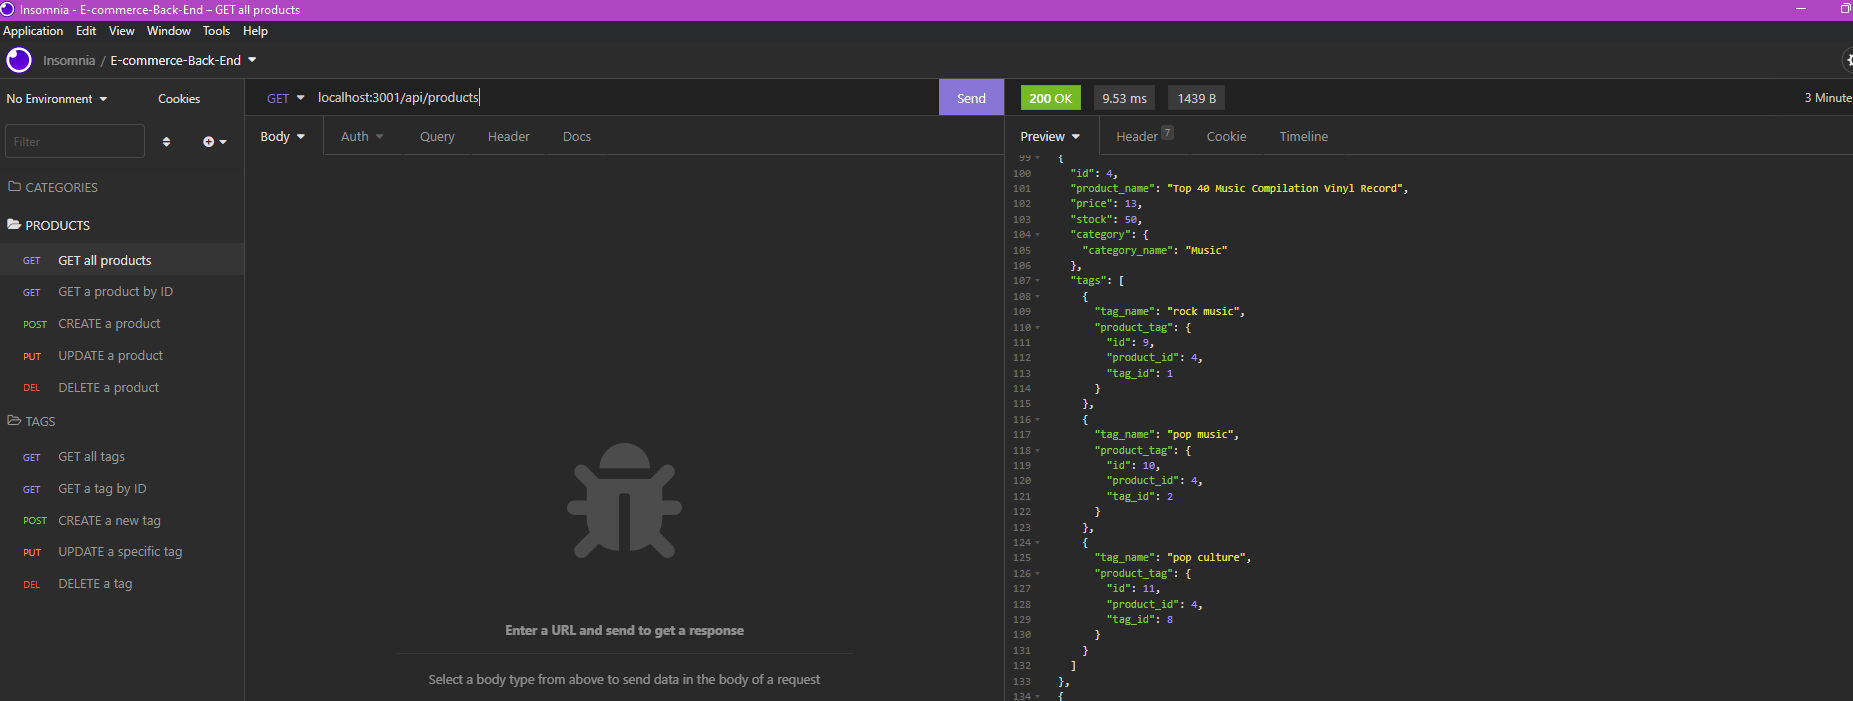 Insomnia - E-commerce-Back-End – GET all products
Application Edit View Window Tools Help
Insomnia / E-commerce-Back-End
No Environment Cookies
GET localhost:3001/api/products Send
200 OK 9.53 ms 1439 B 3 Minute
Filter
Body Auth Query Header Docs
Preview Header 7 Cookie Timeline
CATEGORIES
PRODUCTS
GET GET all products
GET GET a product by ID
POST CREATE a product
PUT UPDATE a product
DEL DELETE a product
TAGS
GET GET all tags
GET GET a tag by ID
POST CREATE a new tag
PUT UPDATE a specific tag
DEL DELETE a tag
Enter a URL and send to get a response
Select a body type from above to send data in the body of a request
99 {
100 "id": 4,
101 "product_name": "Top 40 Music Compilation Vinyl Record",
102 "price": 13,
103 "stock": 50,
104 "category": {
105 "category_name": "Music"
106 },
107 "tags": [
108 {
109 "tag_name": "rock music",
110 "product_tag": {
111 "id": 9,
112 "product_id": 4,
113 "tag_id": 1
114 }
115 },
116 {
117 "tag_name": "pop music",
118 "product_tag": {
119 "id": 10,
120 "product_id": 4,
121 "tag_id": 2
122 }
123 },
124 {
125 "tag_name": "pop culture",
126 "product_tag": {
127 "id": 11,
128 "product_id": 4,
129 "tag_id": 8
130 }
131 }
132 ]
133 },
134 {